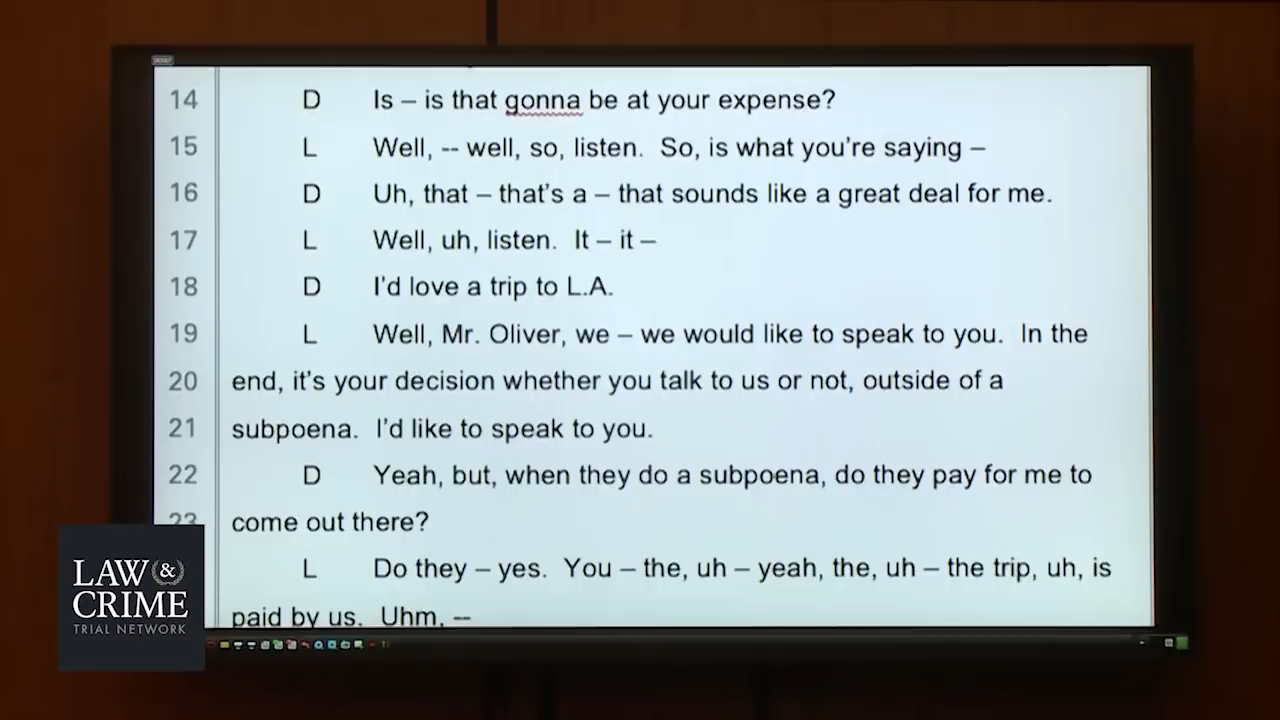 14 D Is – is that gonna be at your expense?
15 L Well, -- well, so, listen. So, is what you're saying –
16 D Uh, that – that's a – that sounds like a great deal for me.
17 L Well, uh, listen. It – it –
18 D I'd love a trip to L.A.
19 L Well, Mr. Oliver, we – we would like to speak to you. In the
20 end, it's your decision whether you talk to us or not, outside of a
21 subpoena. I'd like to speak to you.
22 D Yeah, but, when they do a subpoena, do they pay for me to
23 come out there?
L Do they – yes. You – the, uh – yeah, the, uh – the trip, uh, is
paid by us. Uhm, --
LAW &
CRIME
TRIAL NETWORK